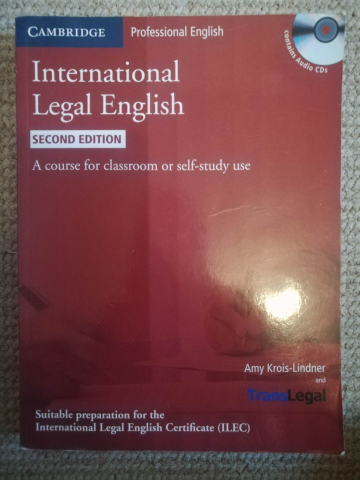 CAMBRIDGE
Professional English
contains Audio CDs
International
Legal English
SECOND EDITION
A course for classroom or self-study use
Amy Krois-Lindner
and
TransLegal
Suitable preparation for the
International Legal English Certificate (ILEC)